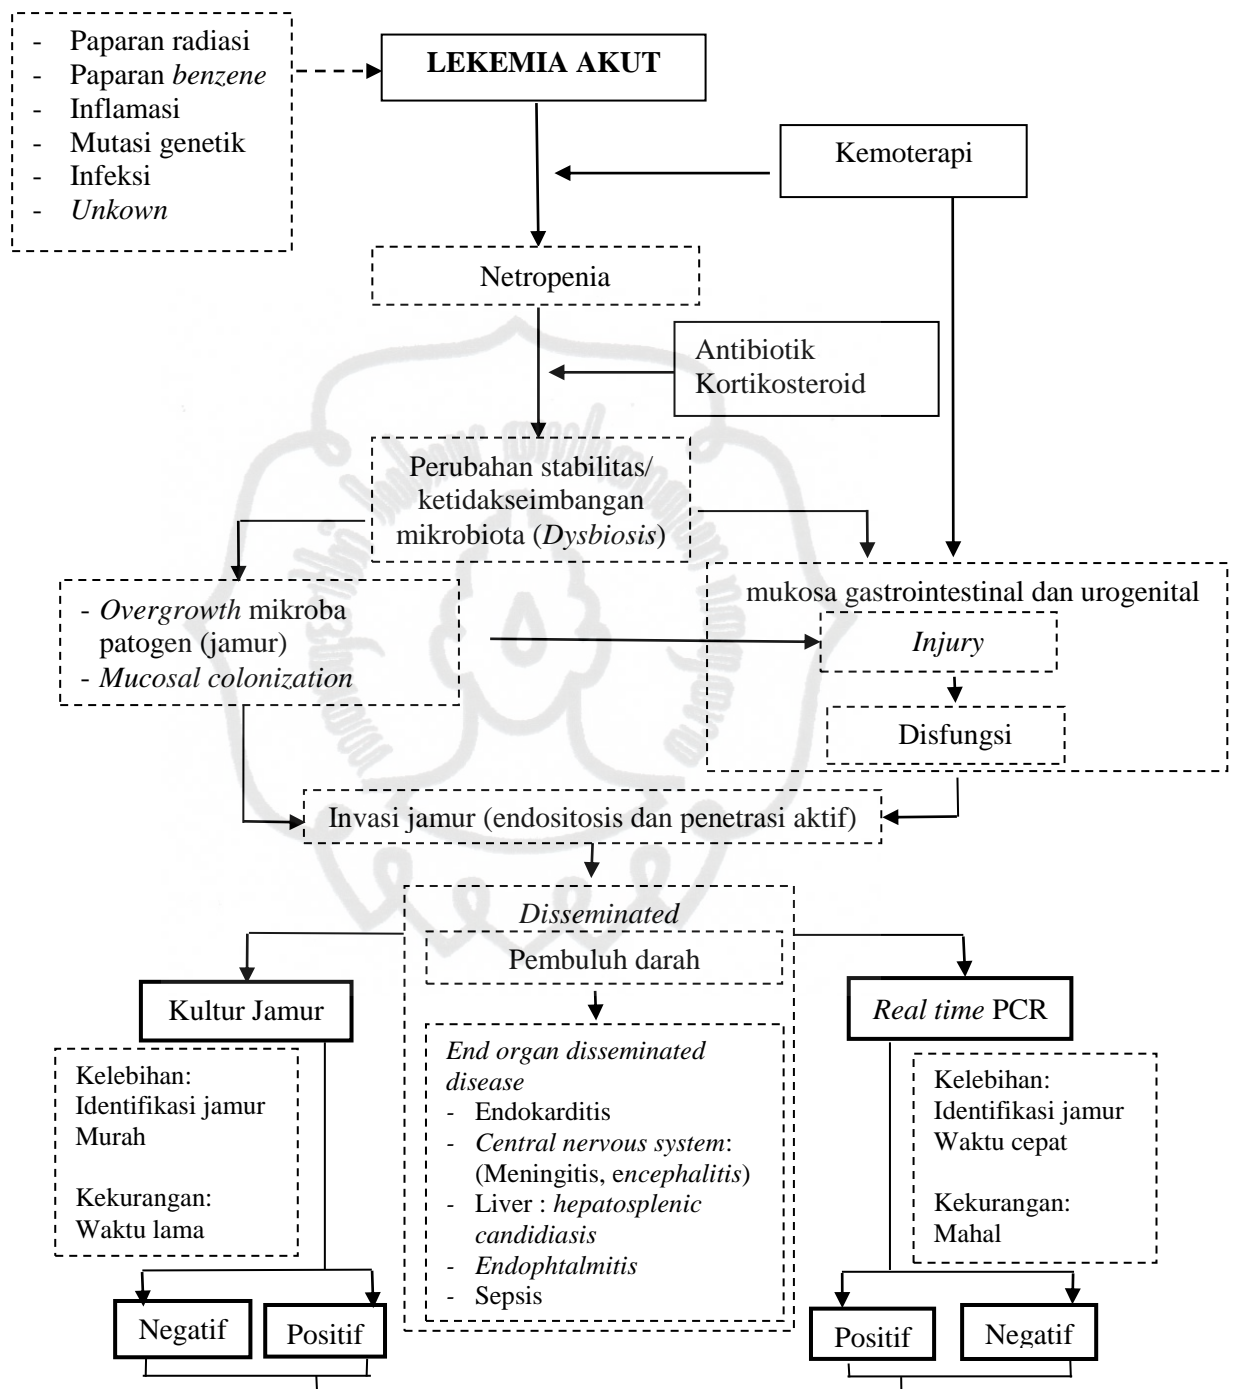 - Paparan radiasi
- Paparan benzene
- Inflamasi
- Mutasi genetik
- Infeksi
- Unkown
LEKEMIA AKUT
Kemoterapi
Netropenia
Antibiotik
Kortikosteroid
Perubahan stabilitas/
ketidakseimbangan
mikrobiota (Dysbiosis)
- Overgrowth mikroba
patogen (jamur)
- Mucosal colonization
mukosa gastrointestinal dan urogenital
Injury
Disfungsi
Invasi jamur (endositosis dan penetrasi aktif)
Disseminated
Pembuluh darah
Kultur Jamur
Kelebihan:
Identifikasi jamur
Murah
Kekurangan:
Waktu lama
End organ disseminated
disease
- Endokarditis
- Central nervous system:
(Meningitis, encephalitis)
- Liver : hepatosplenic
candidiasis
- Endophtalmitis
- Sepsis
Real time PCR
Kelebihan:
Identifikasi jamur
Waktu cepat
Kekurangan:
Mahal
Negatif
Positif
Positif
Negatif